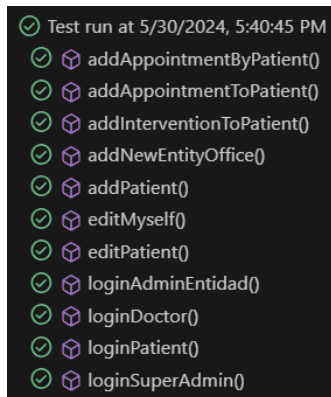 Test run at 5/30/2024, 5:40:45 PM
addAppointmentByPatient()
addAppointmentToPatient()
addInterventionToPatient()
addNewEntityOffice()
addPatient()
editMyself()
editPatient()
loginAdminEntidad()
loginDoctor()
loginPatient()
loginSuperAdmin()